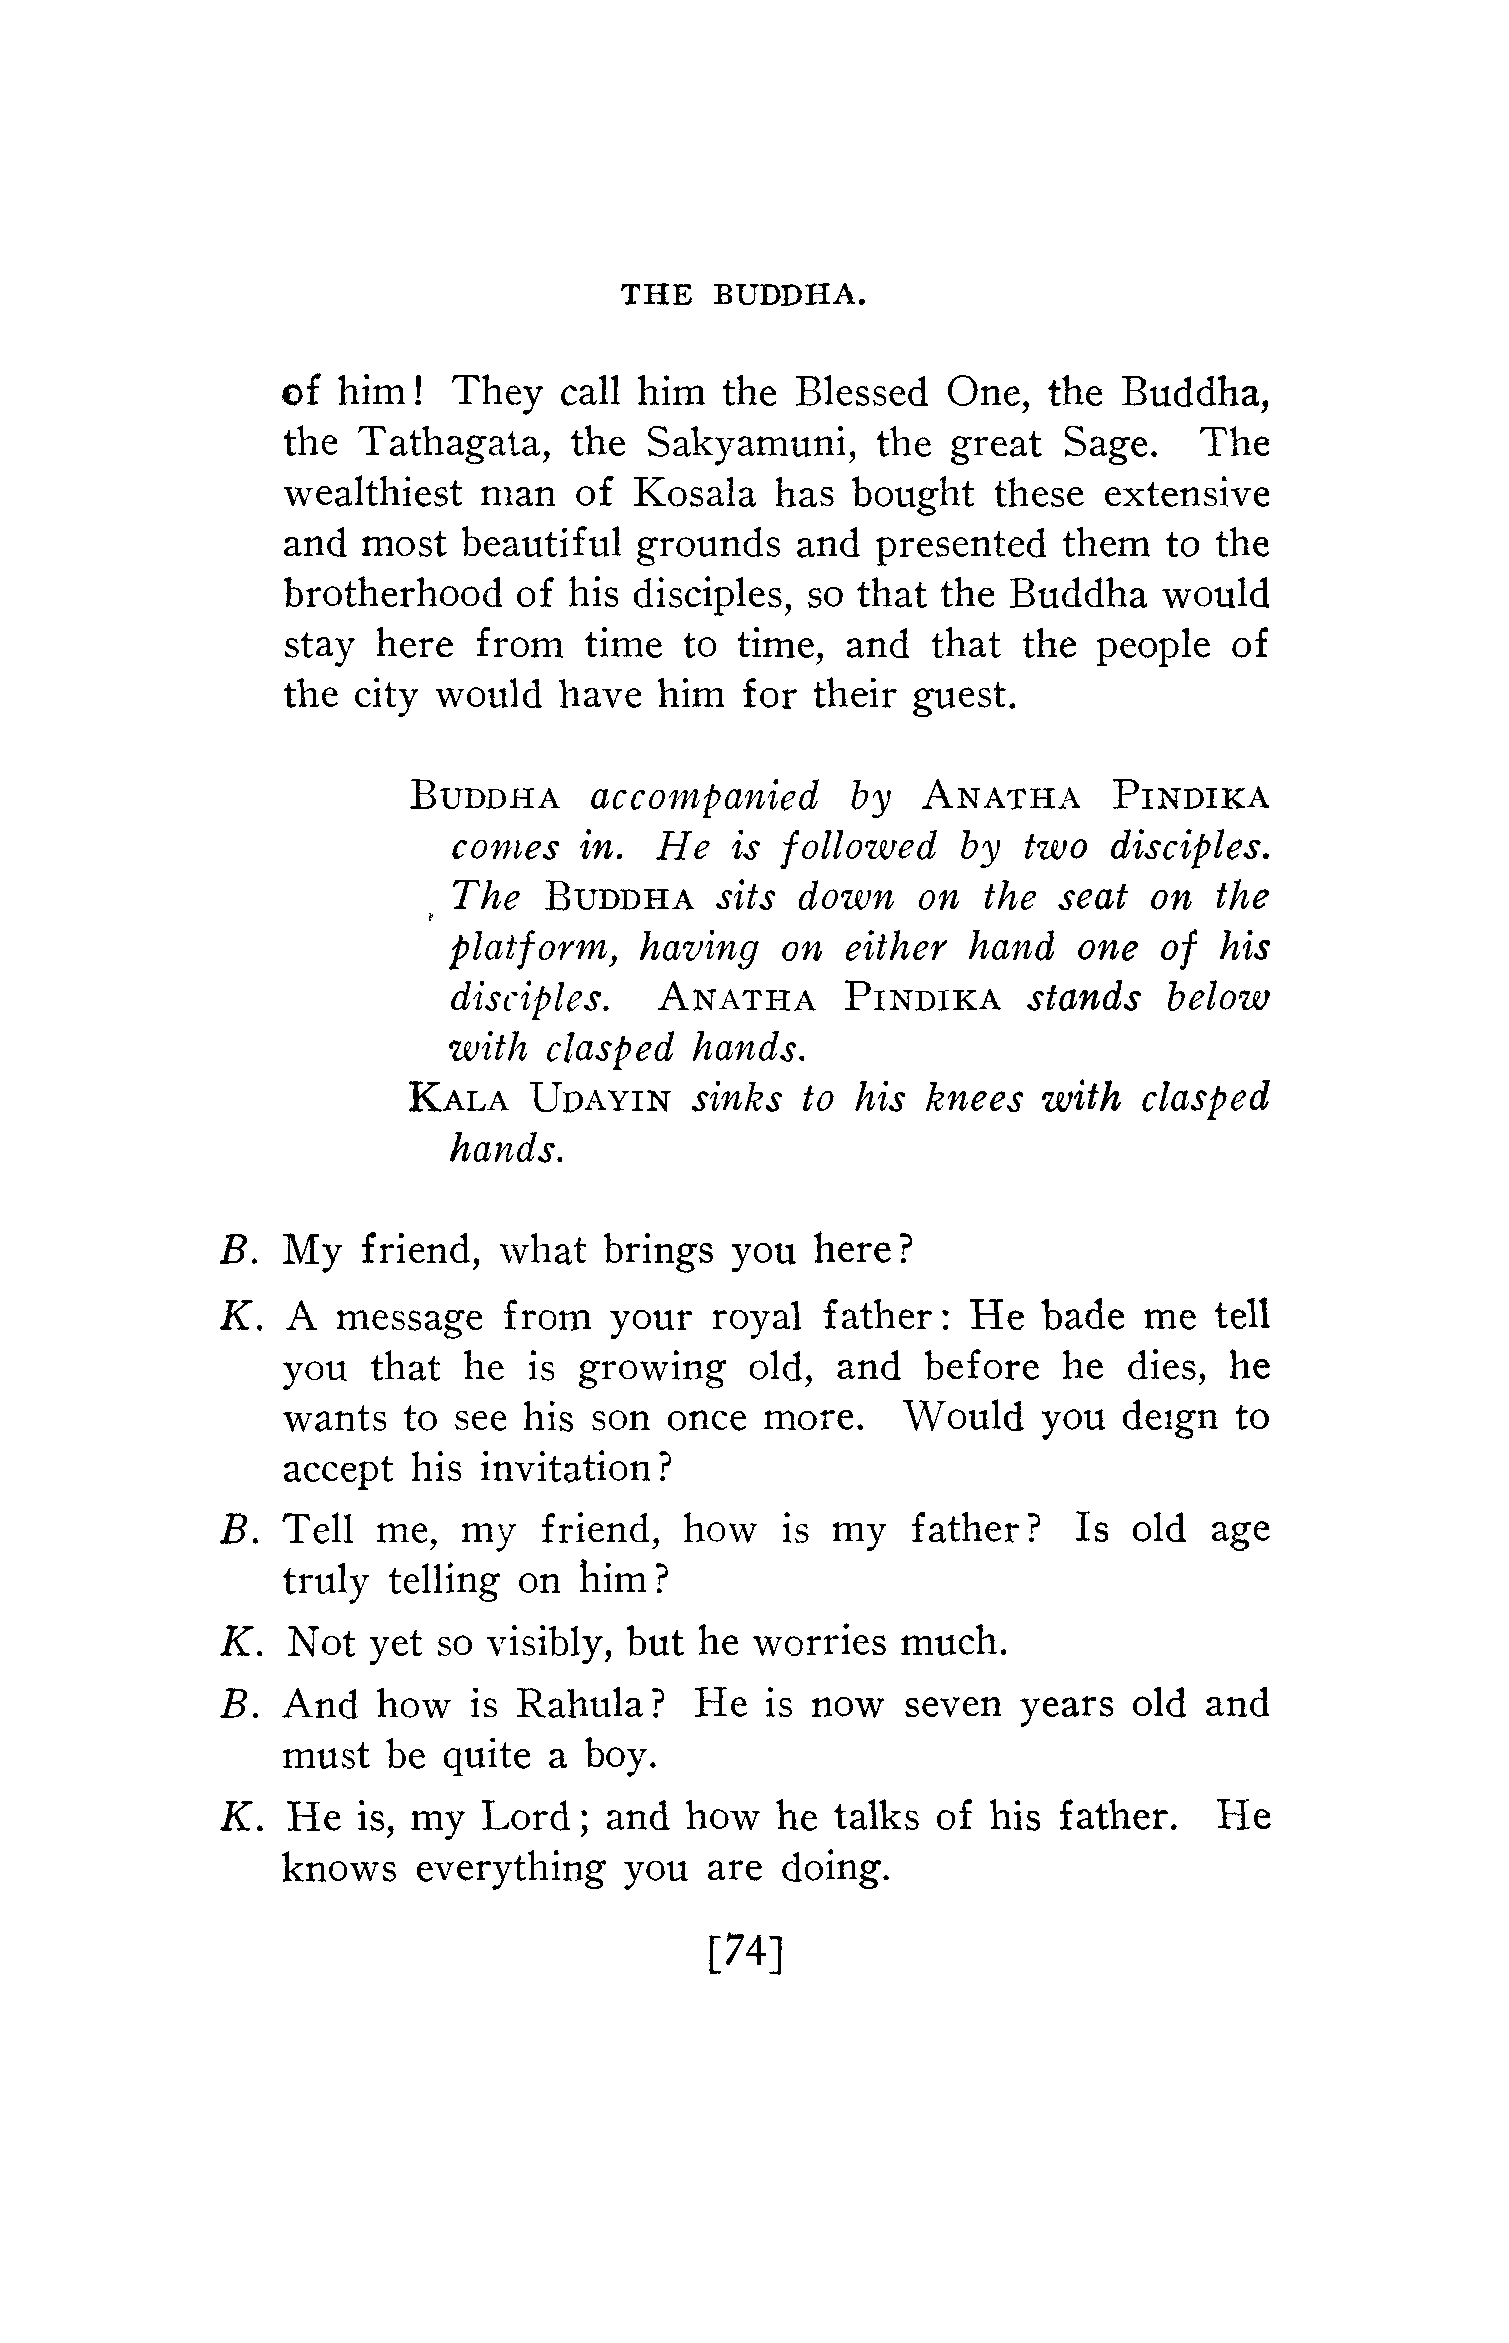 THE BUDDHA.
of him! They call him the Blessed One, the Buddha,
the Tathagata, the Sakyamuni, the great Sage. The
wealthiest man of Kosala has bought these extensive
and most beautiful grounds and presented them to the
brotherhood of his disciples, so that the Buddha would
stay here from time to time, and that the people of
the city would have him for their guest.
BUDDHA accompanied by ANATHA PINDIKA
comes in. He is followed by two disciples.
The BUDDHA sits down on the seat on the
platform, having on either hand one of his
disciples. ANATHA PINDIKA stands below
with clasped hands.
KALA UDAYIN sinks to his knees with clasped
hands.
B. My friend, what brings you here?
K. A message from your royal father: He bade me tell
you that he is growing old, and before he dies, he
wants to see his son once more. Would you deign to
accept his invitation?
B. Tell me, my friend, how is my father? Is old age
truly telling on him?
K. Not yet so visibly, but he worries much.
B. And how is Rahula? He is now seven years old and
must be quite a boy.
K. He is, my Lord; and how he talks of his father. He
knows everything you are doing.
[74]